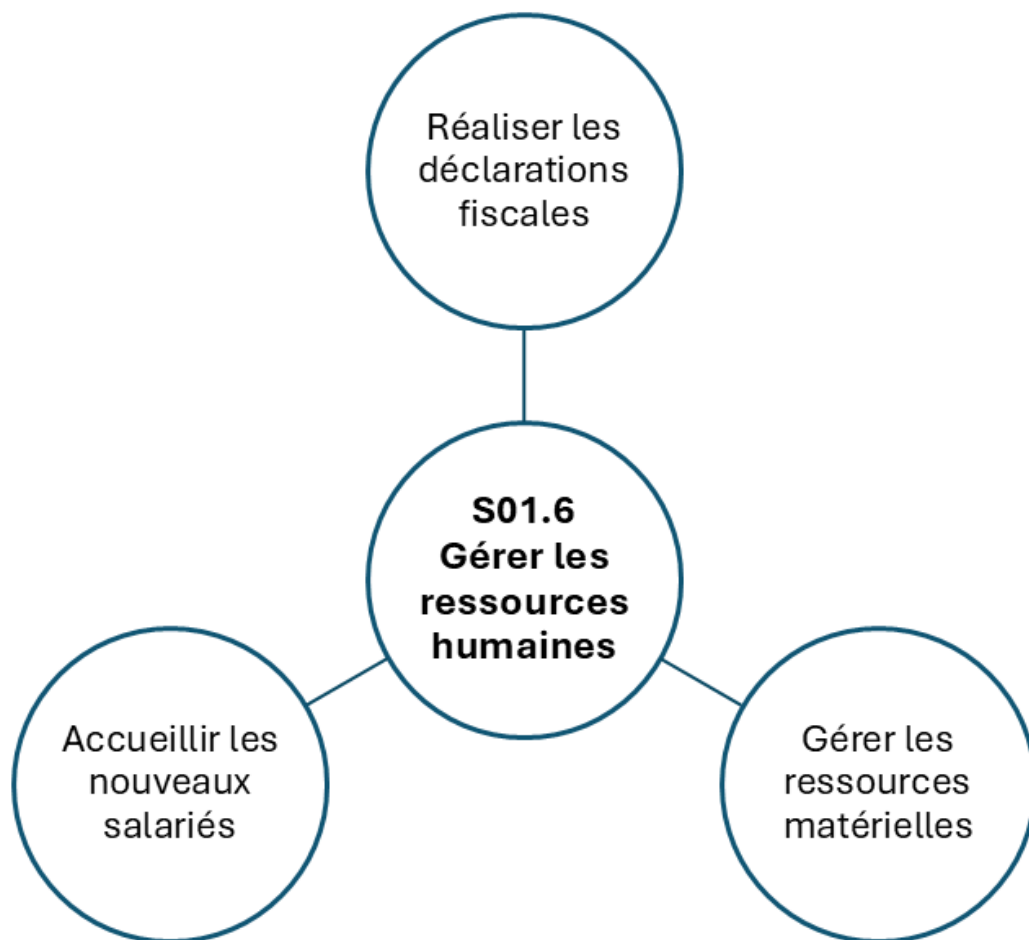 Réaliser les
déclarations
fiscales
S01.6
Gérer les
ressources
humaines
Accueillir les
nouveaux
salariés
Gérer les
ressources
matérielles